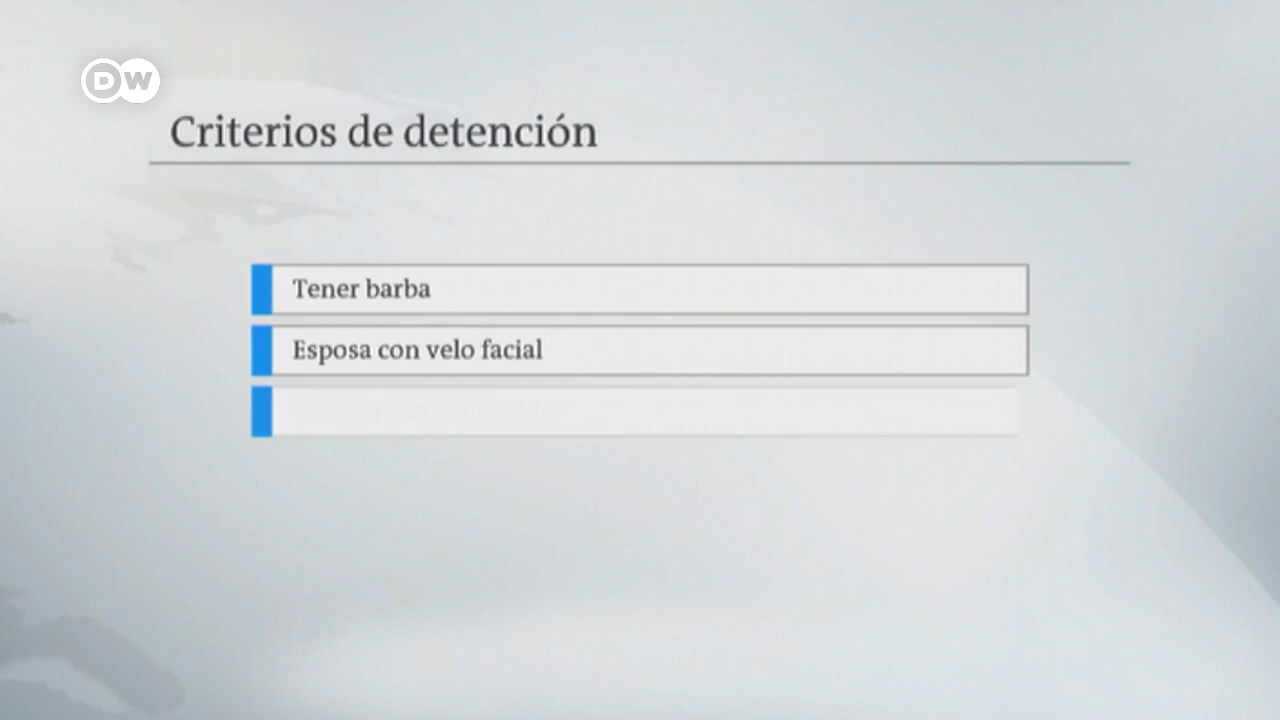 DW
Criterios de detención
Tener barba
Esposa con velo facial